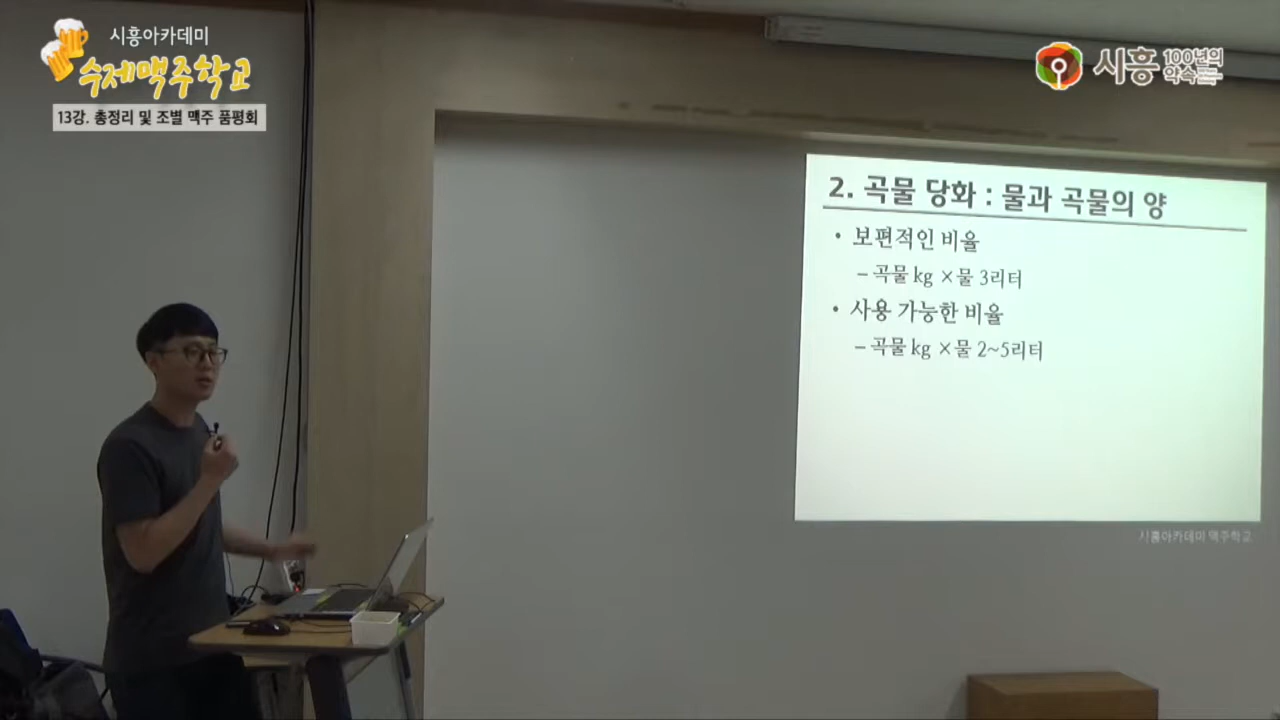 시흥아카데미
수제맥주학교
13강. 총정리 및 조별 맥주 품평회
시흥 100년의
약속
2. 곡물 당화 : 물과 곡물의 양
• 보편적인 비율
– 곡물 kg ×물 3리터
• 사용 가능한 비율
– 곡물 kg ×물 2~5리터
시흥아카데미 맥주학교